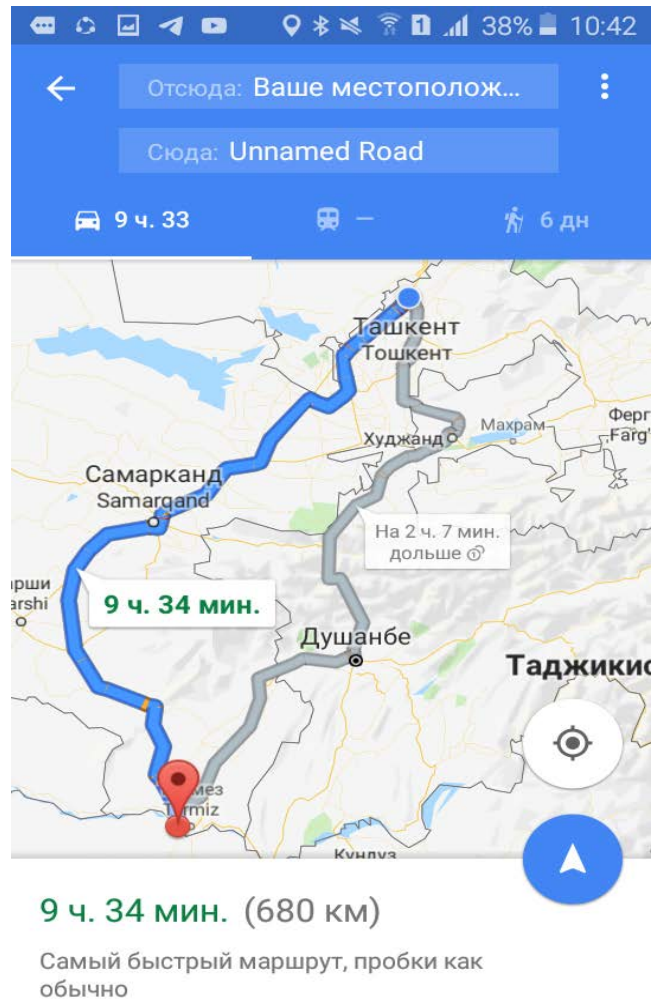 38% 10:42
Отсюда: Ваше местополож...
Сюда: Unnamed Road
9 ч. 33
—
6 дн
Ташкент
Тошкент
Худжанд
Махрам
Ферг
Farg'
Самарканд
Samarqand
На 2 ч. 7 мин.
дольше
рши
arshi
9 ч. 34 мин.
Душанбе
Таджикис
мез
Termiz
Кундуз
9 ч. 34 мин. (680 км)
Самый быстрый маршрут, пробки как
обычно